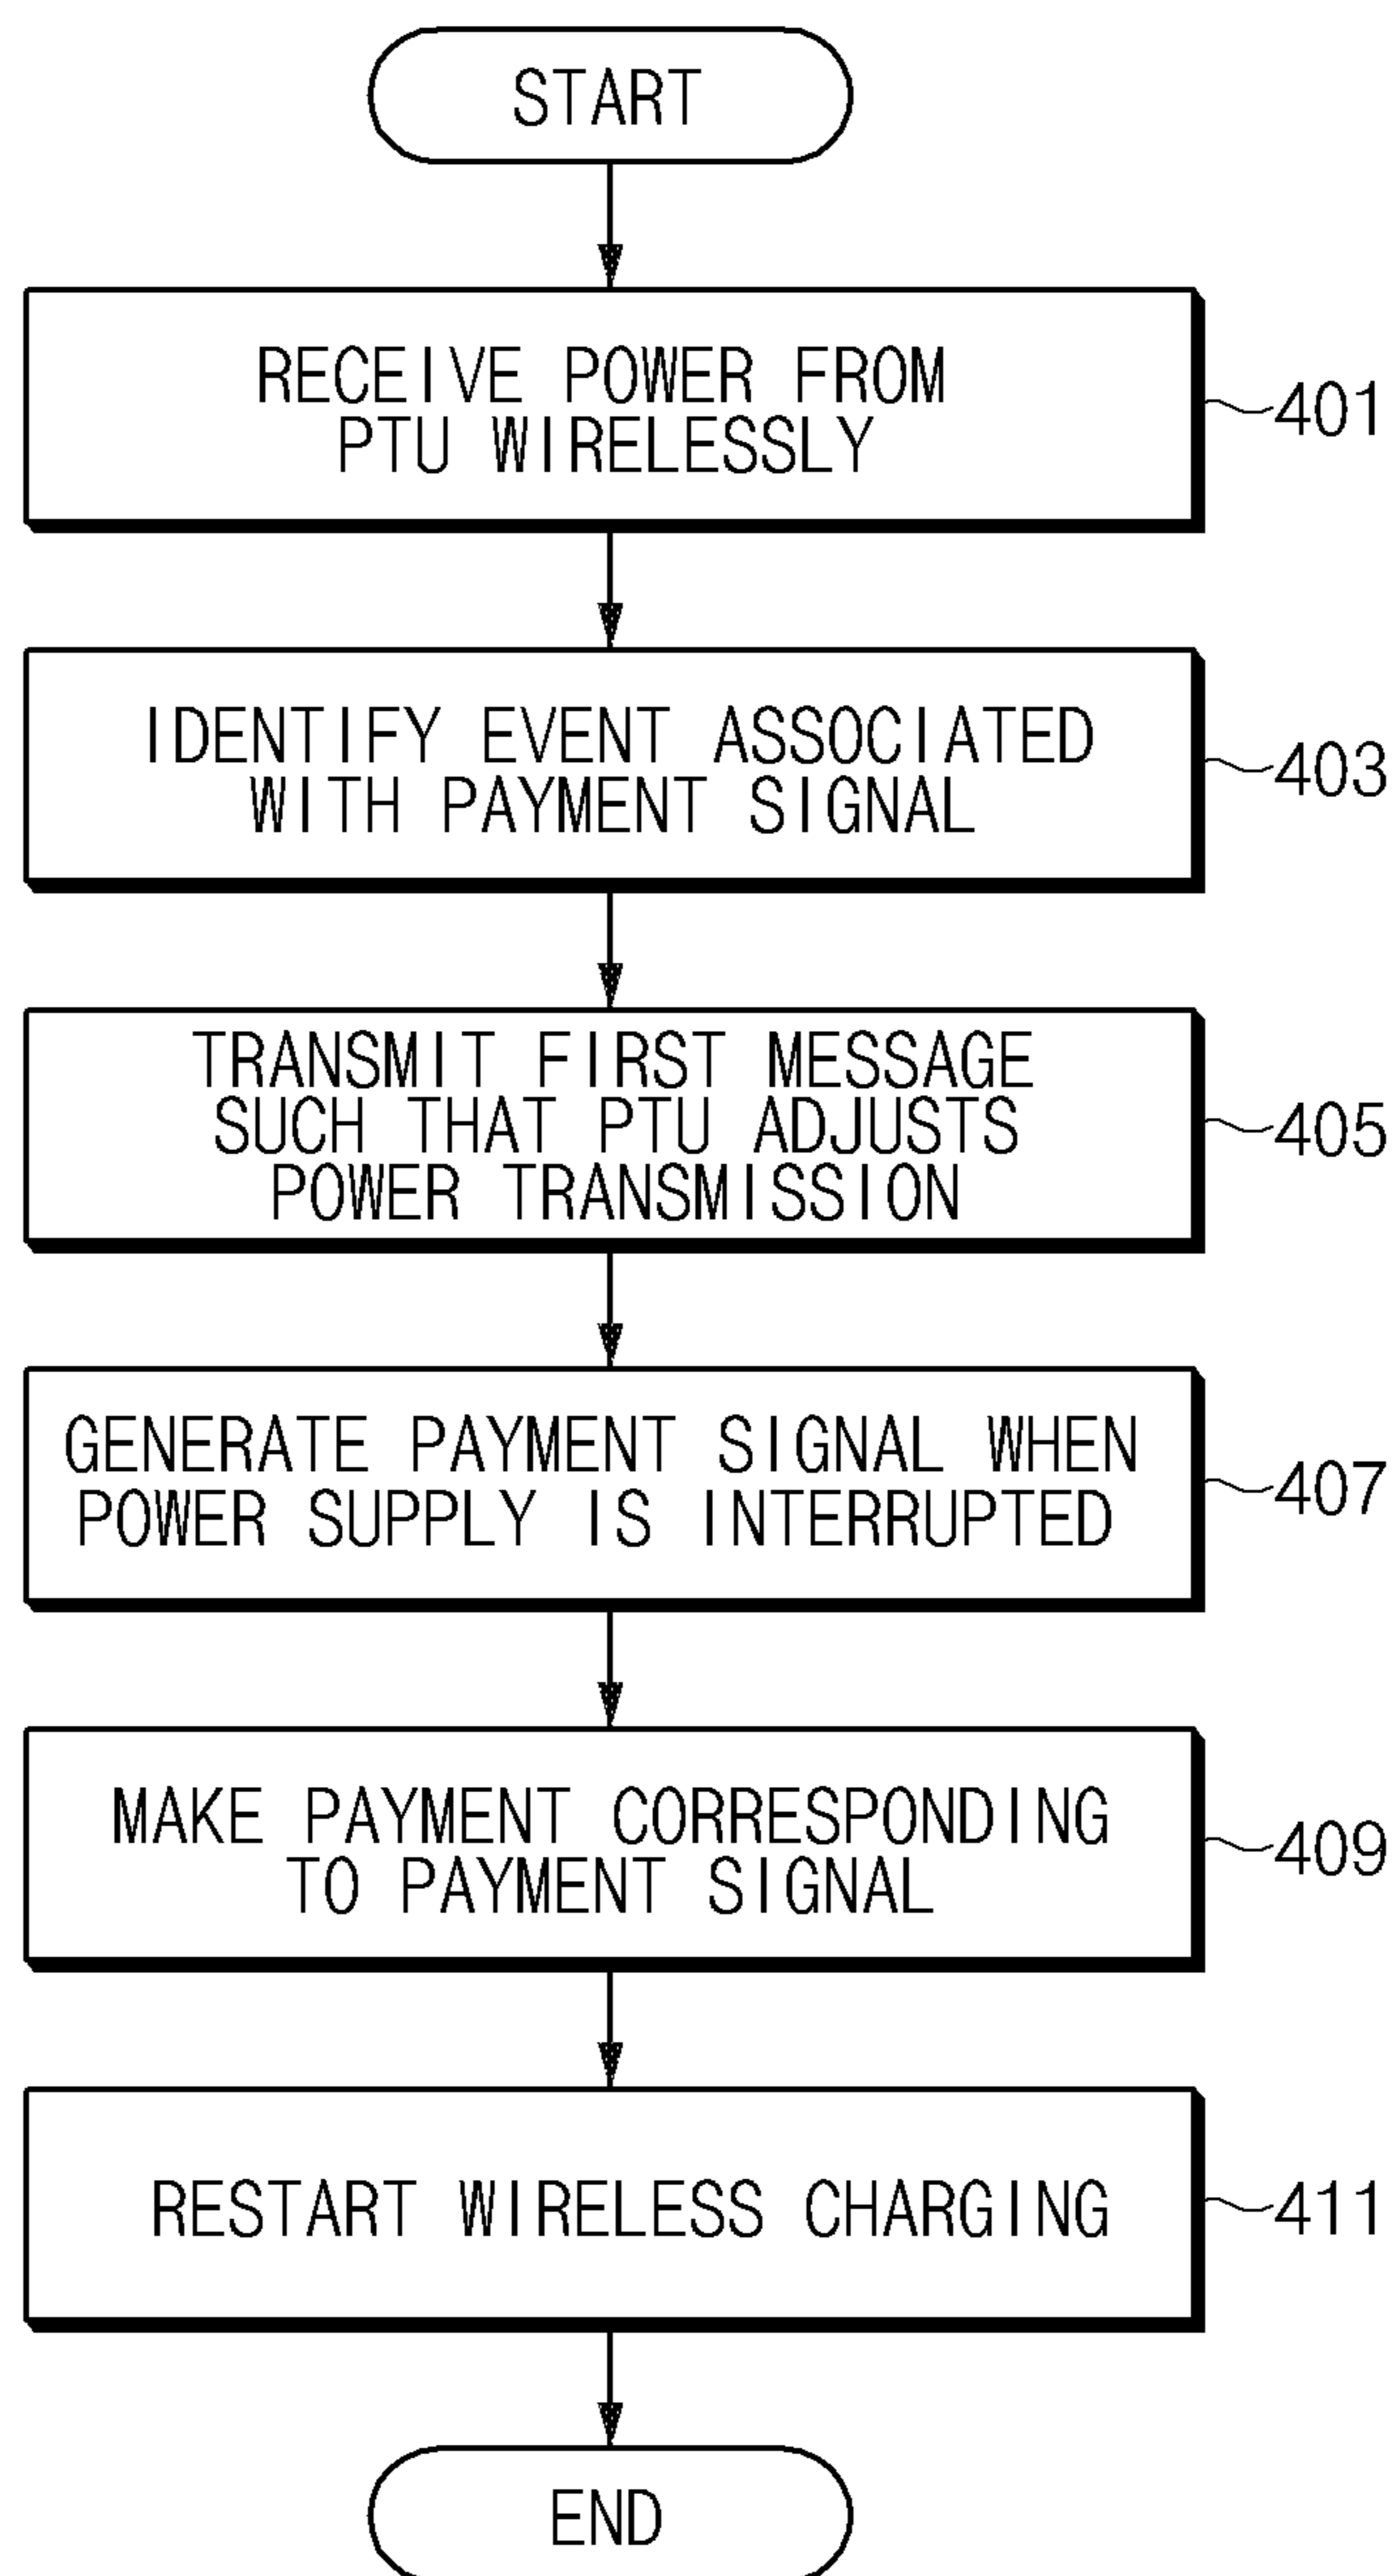 START
RECEIVE POWER FROM
PTU WIRELESSLY
401
IDENTIFY EVENT ASSOCIATED
WITH PAYMENT SIGNAL
403
TRANSMIT FIRST MESSAGE
SUCH THAT PTU ADJUSTS
POWER TRANSMISSION
405
GENERATE PAYMENT SIGNAL WHEN
POWER SUPPLY IS INTERRUPTED
407
MAKE PAYMENT CORRESPONDING
TO PAYMENT SIGNAL
409
RESTART WIRELESS CHARGING
411
END